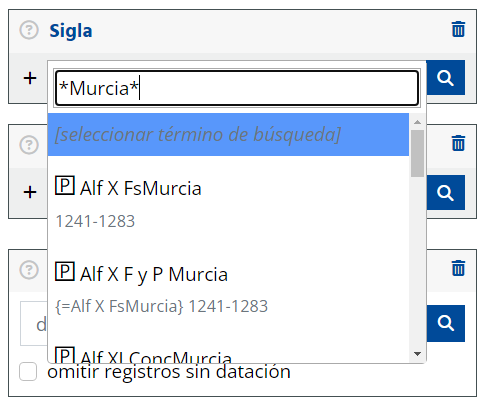 ? Sigla
+
*Murcia*
?
[seleccionar término de búsqueda]
P Alf X FsMurcia
+
1241-1283
?
P Alf X F y P Murcia
{=Alf X FsMurcia} 1241-1283
d
P Alf XI ConcMurcia
omitir registros sin datación